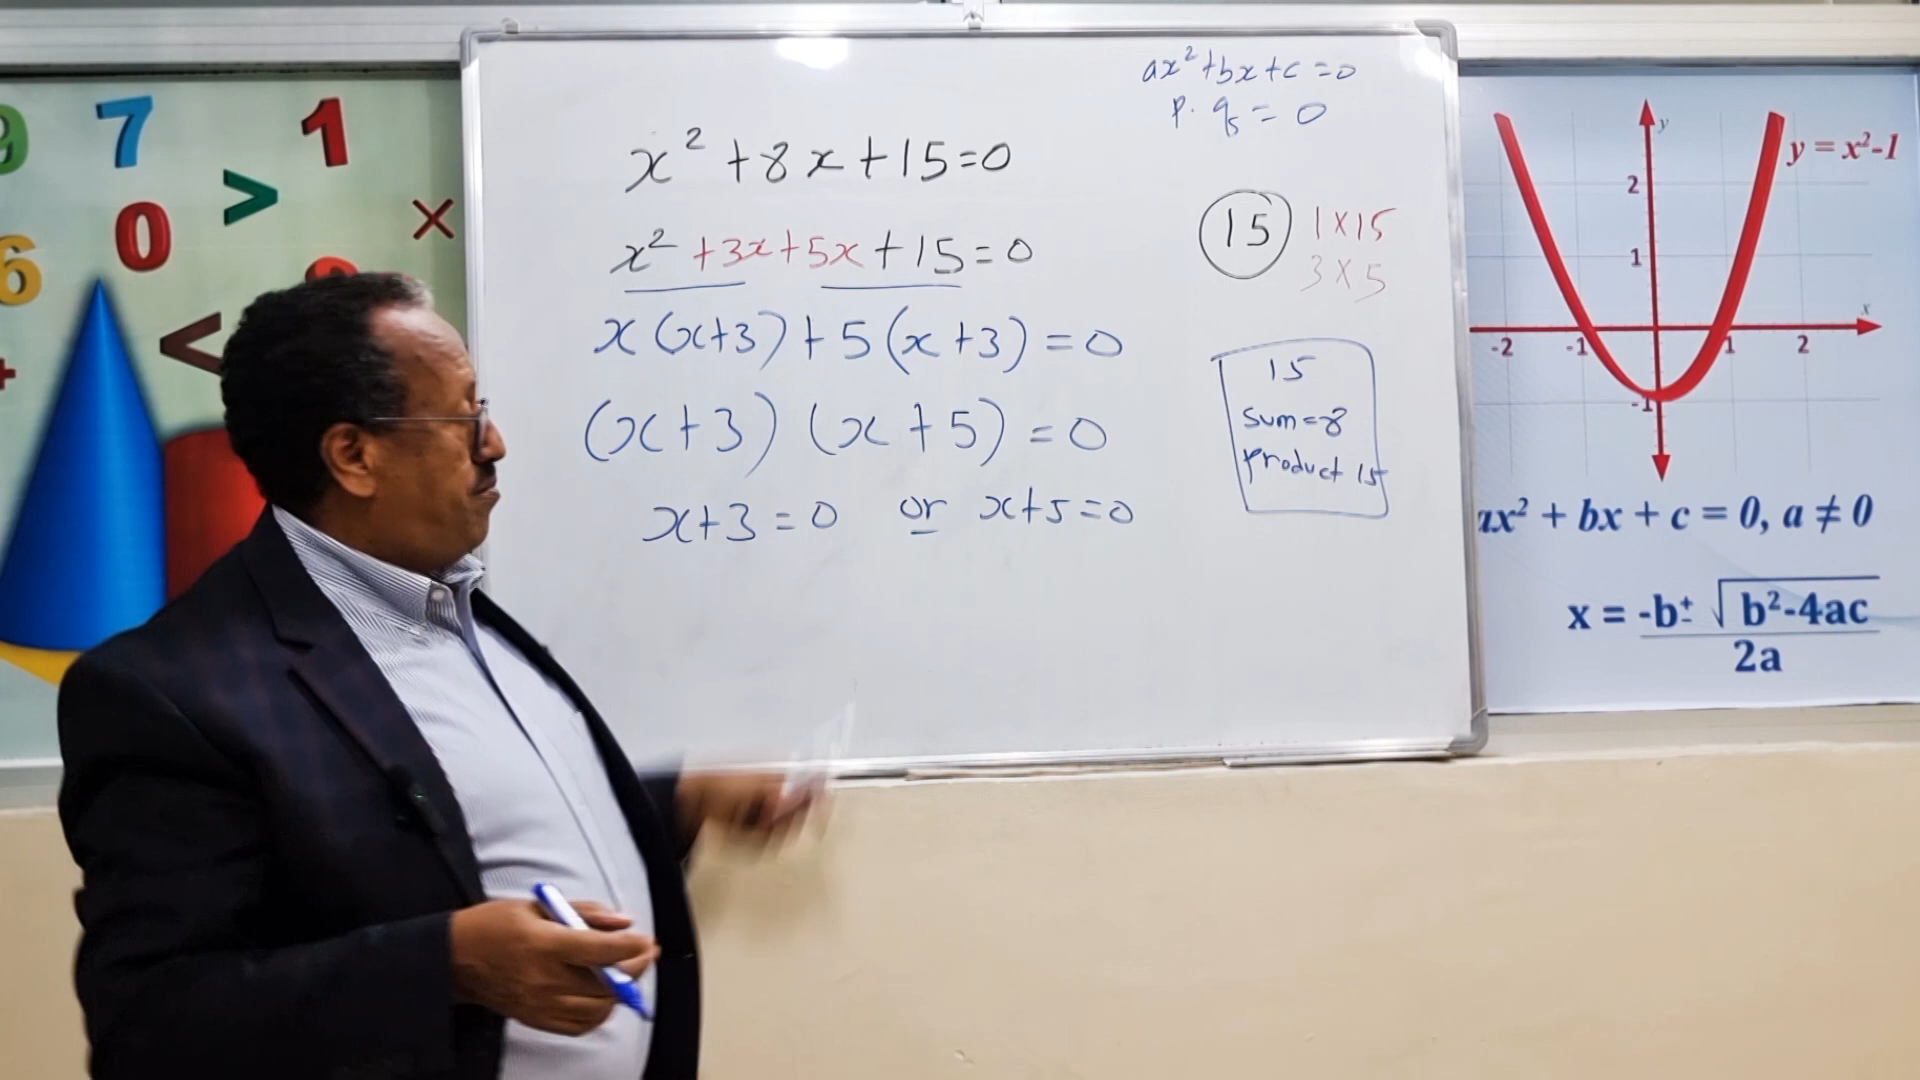 9 7 1
0 > ×
6
<
+
ax² + bx + c = 0
p. q = 0
x² + 8x + 15 = 0
x² + 3x + 5x + 15 = 0
x(x+3) + 5(x+3) = 0
(x+3) (x+5) = 0
x+3 = 0 or x+5 = 0
15 1 x 15
3 x 5
15
sum = 8
product 15
y
y = x²-1
2
1
x
-2 -1 1 2
-1
ax² + bx + c = 0, a ≠ 0
x = -b± √b²-4ac
2a